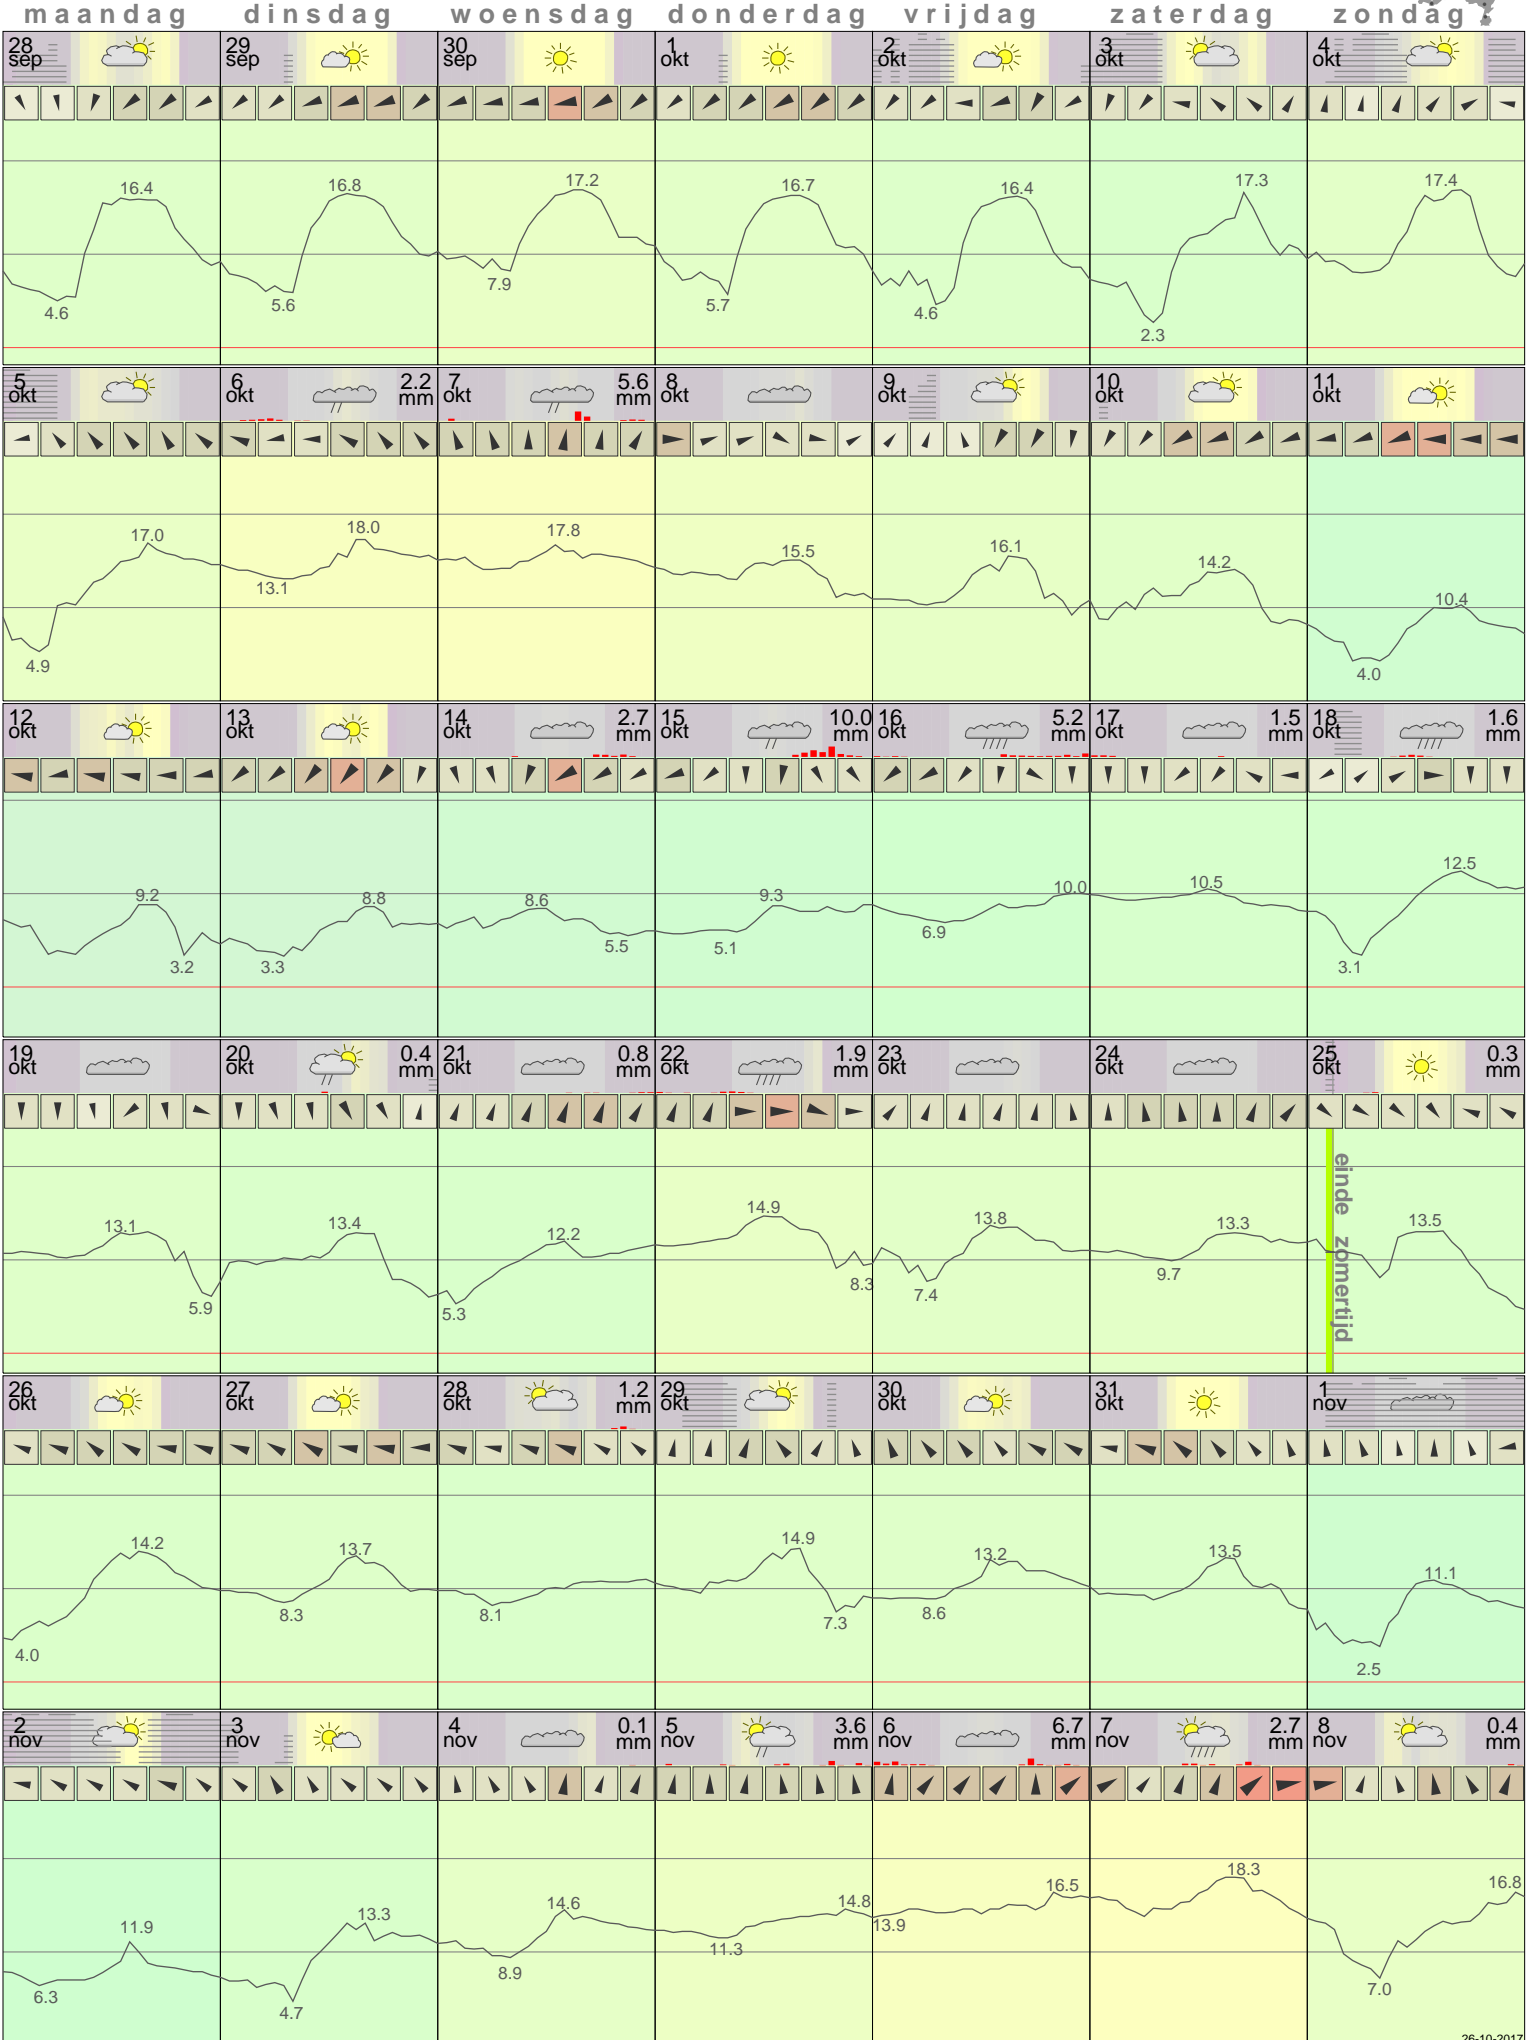 maandag dinsdag woensdag donderdag vrijdag zaterdag zondag
28 sep 29 sep 30 sep 1 okt 2 okt 3 okt 4 okt
16.4 16.8 17.2 16.7 16.4 17.3 17.4
4.6 5.6 7.9 5.7 4.6 2.3
5 okt 6 okt 2.2 mm 7 okt 5.6 mm 8 okt 9 okt 10 okt 11 okt
17.0 18.0 17.8 15.5 16.1 14.2 10.4
4.9 13.1 4.0
12 okt 13 okt 14 okt 2.7 mm 15 okt 10.0 mm 16 okt 5.2 mm 17 okt 1.5 mm 18 okt 1.6 mm
9.2 8.8 8.6 9.3 10.0 10.5 12.5
3.2 3.3 5.5 5.1 6.9 3.1
19 okt 20 okt 0.4 mm 21 okt 0.8 mm 22 okt 1.9 mm 23 okt 24 okt 25 okt 0.3 mm
13.1 13.4 12.2 14.9 13.8 13.3 13.5
5.9 5.3 8.3 7.4 9.7
einde zomertijd
26 okt 27 okt 28 okt 1.2 mm 29 okt 30 okt 31 okt 1 nov
14.2 13.7 14.9 13.2 13.5 11.1
4.0 8.3 8.1 7.3 8.6 2.5
2 nov 3 nov 4 nov 0.1 mm 5 nov 3.6 mm 6 nov 6.7 mm 7 nov 2.7 mm 8 nov 0.4 mm
11.9 13.3 14.6 14.8 16.5 18.3 16.8
6.3 4.7 8.9 11.3 13.9 7.0
26-10-2017